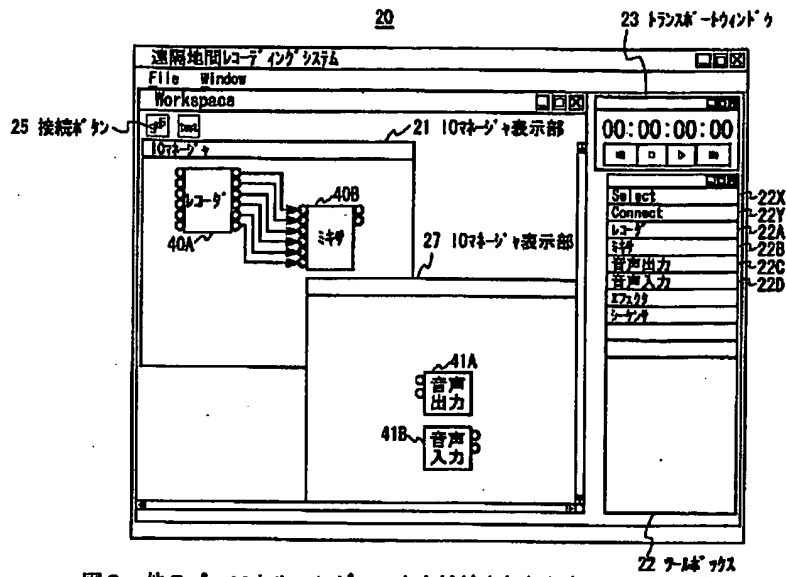 20
23 トランスポートウィンドゥ
遠隔地間レコーディングシステム
File Window
Workspace
25 接続ボタン
21 IOマネージャ表示部
IOマネージャ
00:00:00:00
レコーダ
40A
40B
ミキサ
27 IOマネージャ表示部
Select
22X
Connect
22Y
レコーダ
22A
ミキサ
22B
音声出力
22C
音声入力
22D
エフェクタ
シーケンサ
41A
音声
出力
41B
音声
入力
22 ツールボックス